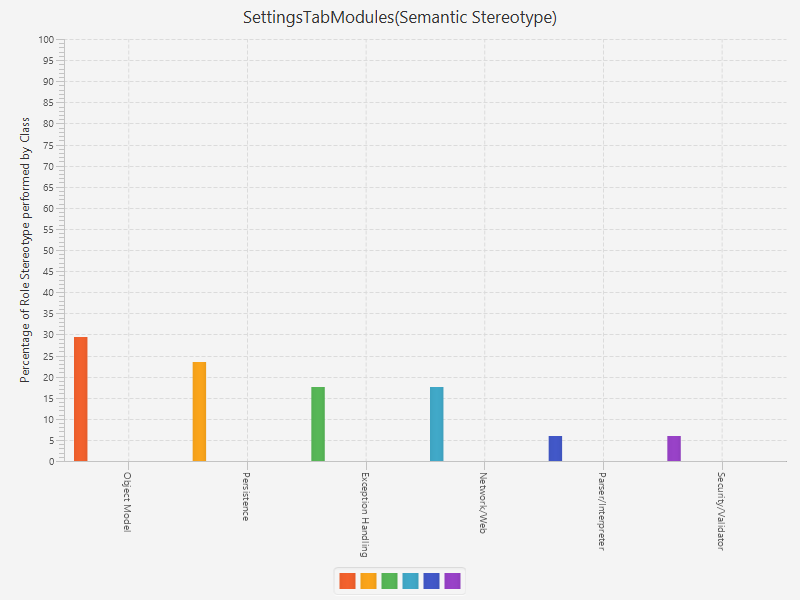 SettingsTabModules(Semantic Stereotype)
Percentage of Role Stereotype performed by Class
100
95
90
85
80
75
70
65
60
55
50
45
40
35
30
25
20
15
10
5
0
Object Model
Persistence
Exception Handling
Network/Web
Parser/Interpreter
Security/Validator